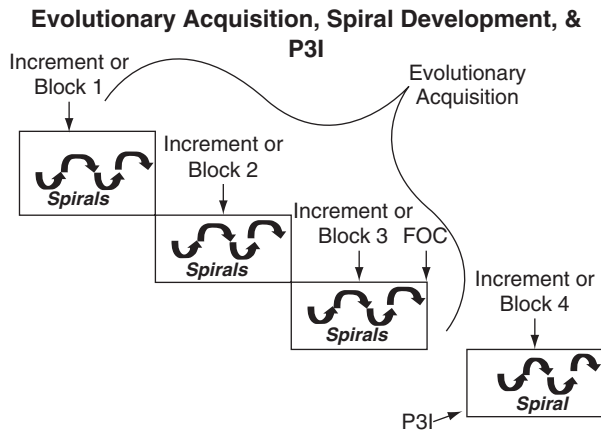 Evolutionary Acquisition, Spiral Development, &
P3I
Increment or
Block 1
Evolutionary
Acquisition
Spirals
Increment or
Block 2
Spirals
Increment or
Block 3
FOC
Spirals
Increment or
Block 4
Spiral
P3I